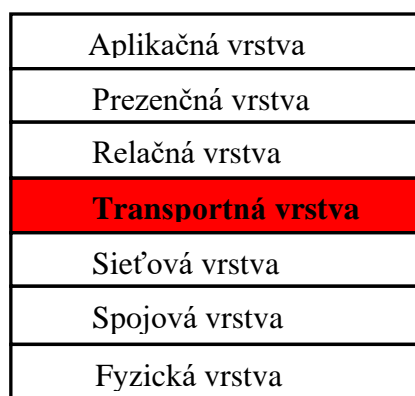 Aplikačná vrstva
Prezenčná vrstva
Relačná vrstva
Transportná vrstva
Sieťová vrstva
Spojová vrstva
Fyzická vrstva